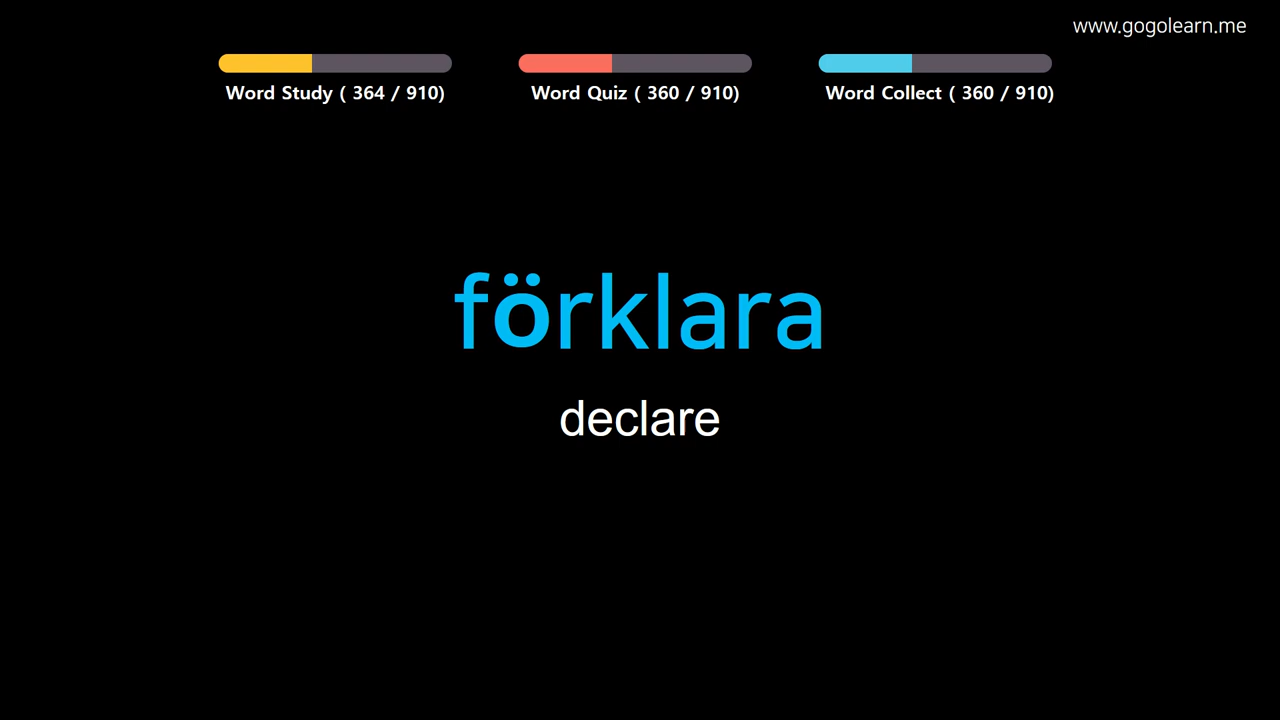 www.gogolearn.me
Word Study ( 364 / 910)
Word Quiz ( 360 / 910)
Word Collect ( 360 / 910)
förklara
declare